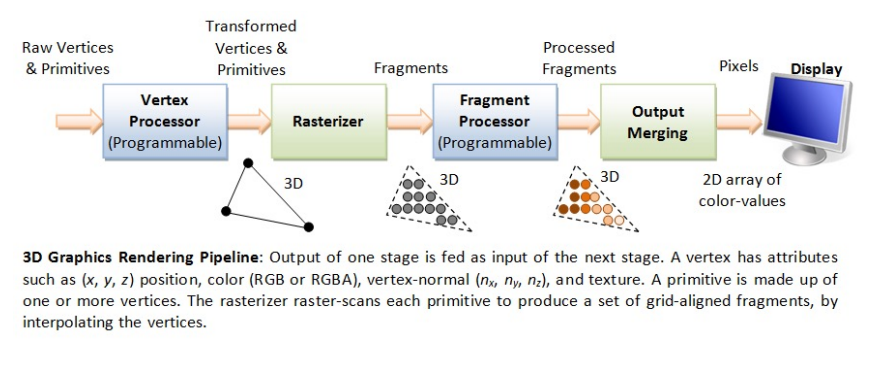 Raw Vertices
& Primitives
Transformed
Vertices &
Primitives
Fragments
Processed
Fragments
Pixels
Display
Vertex
Processor
(Programmable)
Rasterizer
Fragment
Processor
(Programmable)
Output
Merging
3D
3D
3D
2D array of
color-values
3D Graphics Rendering Pipeline: Output of one stage is fed as input of the next stage. A vertex has attributes
such as (x, y, z) position, color (RGB or RGBA), vertex-normal (nx, ny, nz), and texture. A primitive is made up of
one or more vertices. The rasterizer raster-scans each primitive to produce a set of grid-aligned fragments, by
interpolating the vertices.